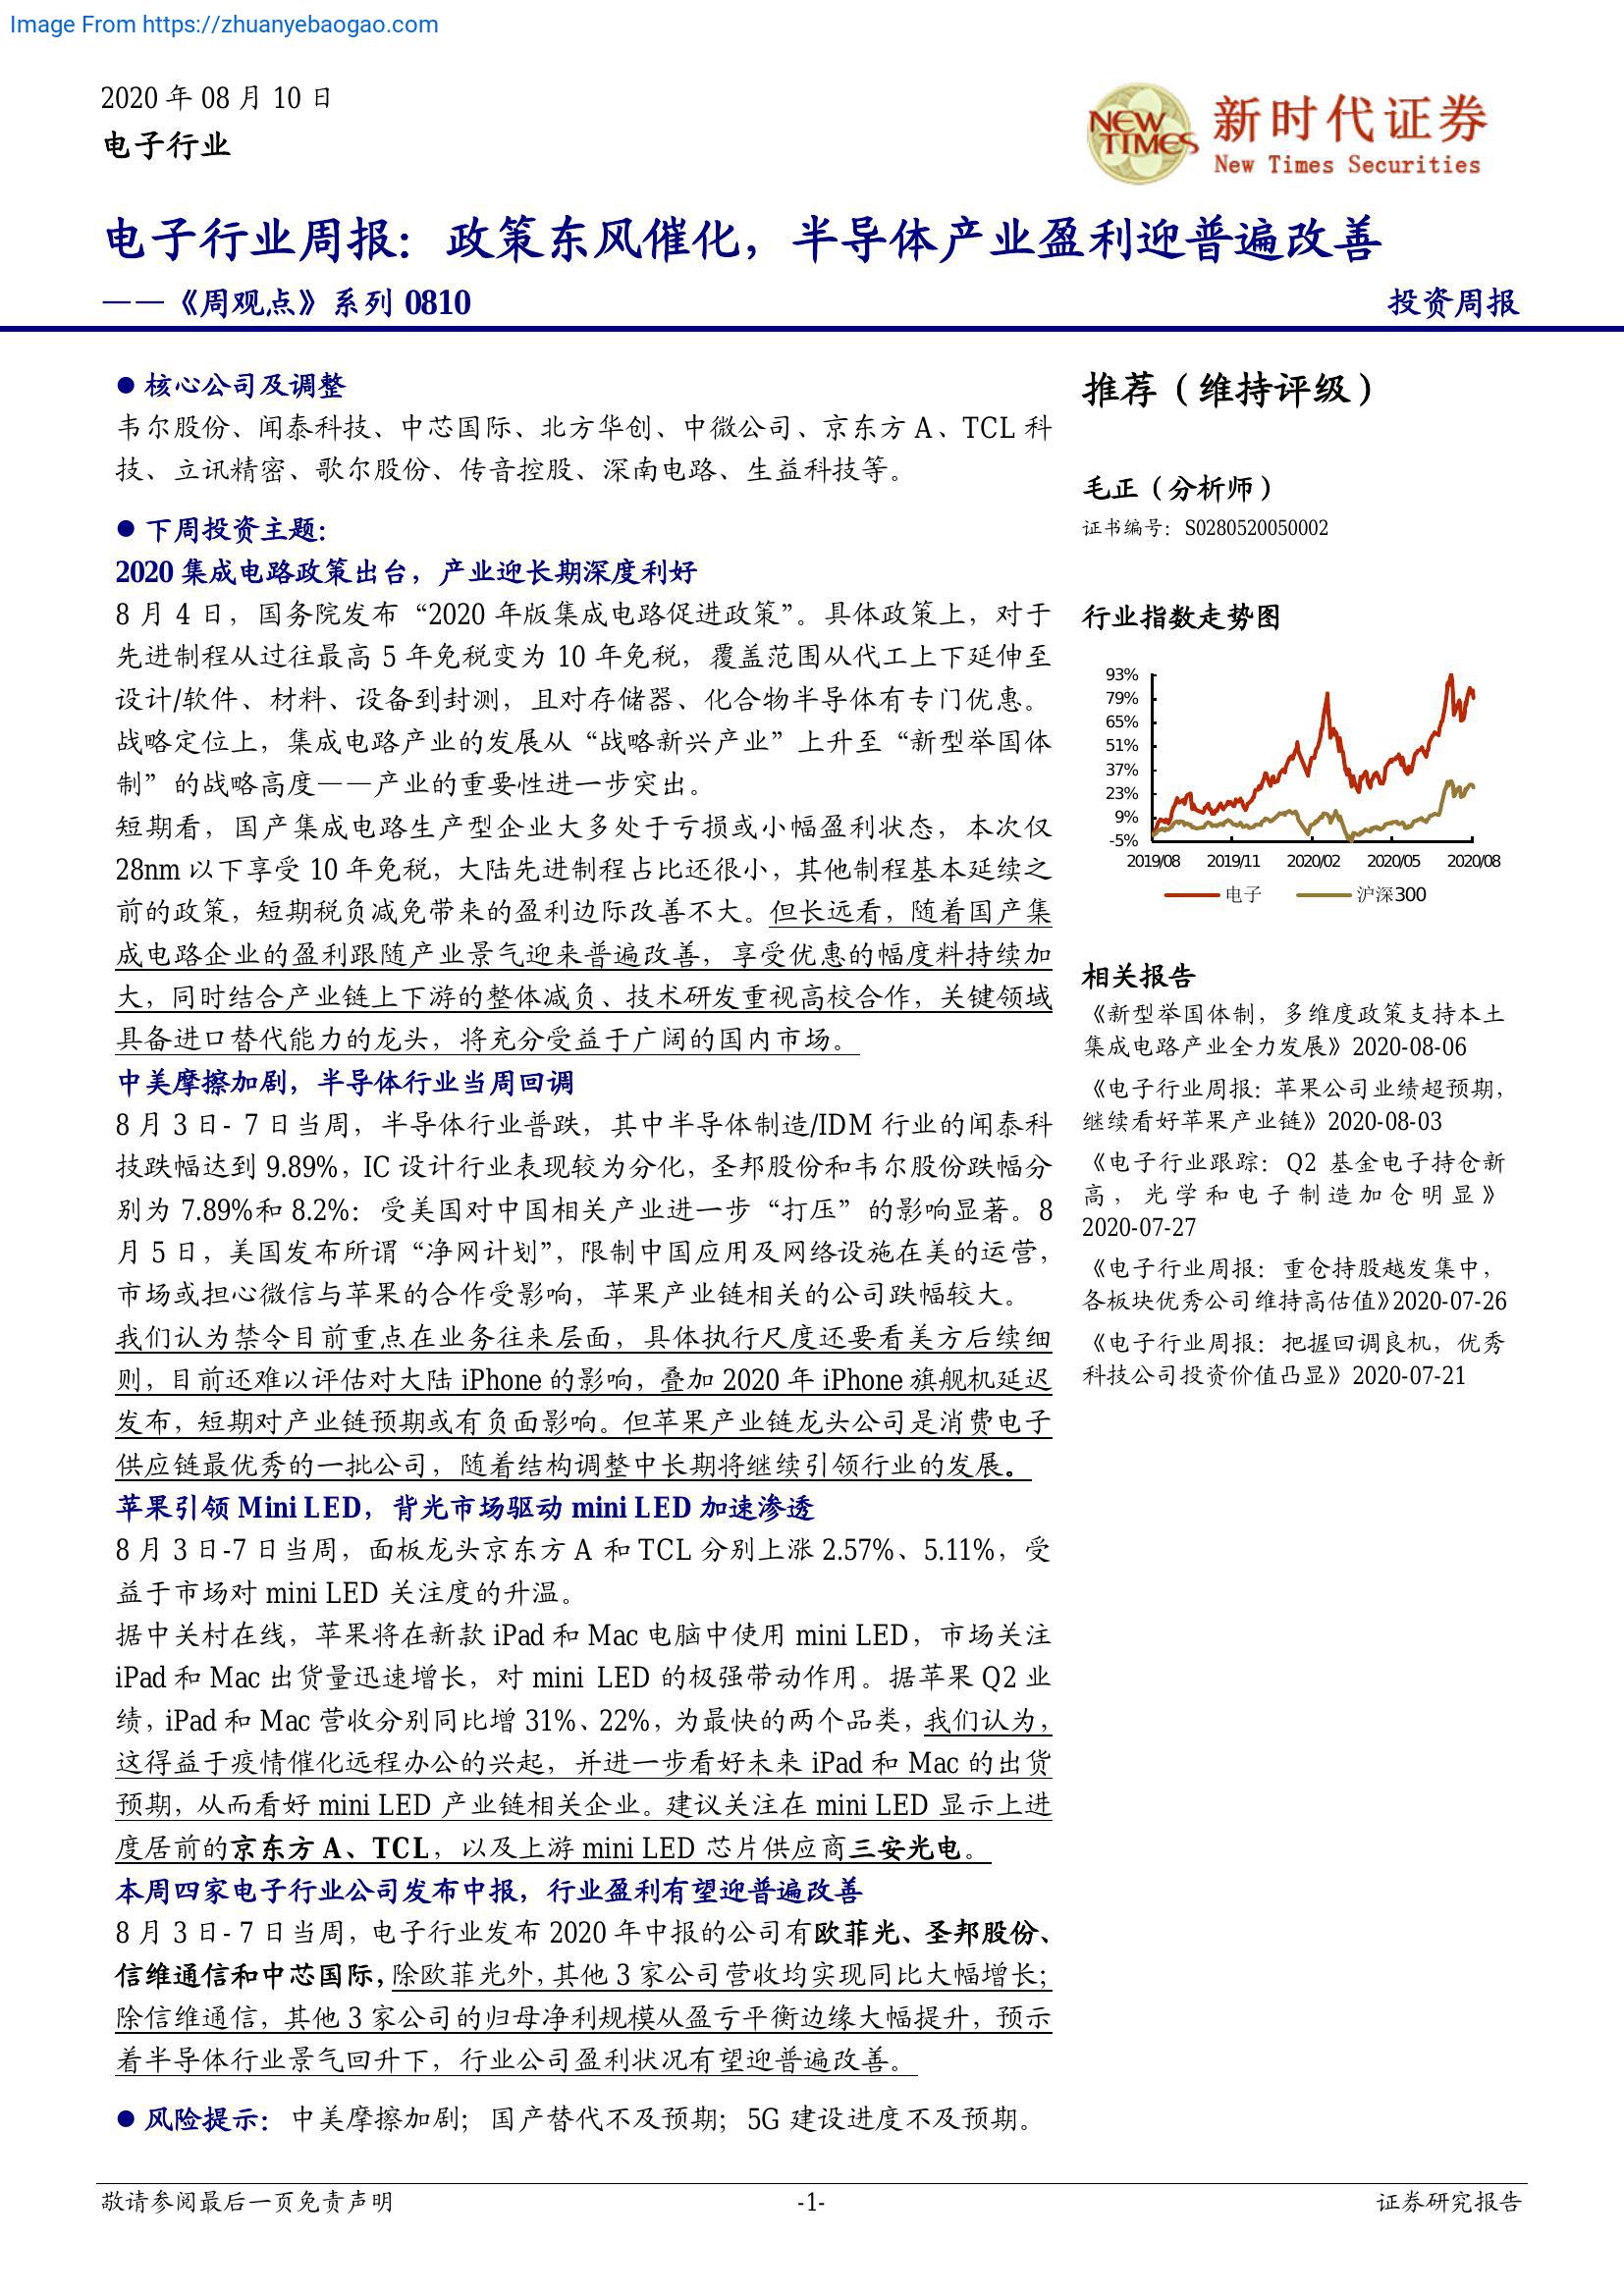 Image From https://zhuanyebaogao.com
2020 年 08 月 10 日
电子行业
NEW TIMES
新时代证券
New Times Securities
电子行业周报：政策东风催化，半导体产业盈利迎普遍改善
——《周观点》系列 0810
投资周报
● 核心公司及调整
韦尔股份、闻泰科技、中芯国际、北方华创、中微公司、京东方 A、TCL 科
技、立讯精密、歌尔股份、传音控股、深南电路、生益科技等。
● 下周投资主题：
2020 集成电路政策出台，产业迎长期深度利好
8 月 4 日，国务院发布“2020 年版集成电路促进政策”。具体政策上，对于
先进制程从过往最高 5 年免税变为 10 年免税，覆盖范围从代工上下延伸至
设计/软件、材料、设备到封测，且对存储器、化合物半导体有专门优惠。
战略定位上，集成电路产业的发展从“战略新兴产业”上升至“新型举国体
制”的战略高度——产业的重要性进一步突出。
短期看，国产集成电路生产型企业大多处于亏损或小幅盈利状态，本次仅
28nm 以下享受 10 年免税，大陆先进制程占比还很小，其他制程基本延续之
前的政策，短期税负减免带来的盈利边际改善不大。但长远看，随着国产集
成电路企业的盈利跟随产业景气迎来普遍改善，享受优惠的幅度料持续加
大，同时结合产业链上下游的整体减负、技术研发重视高校合作，关键领域
具备进口替代能力的龙头，将充分受益于广阔的国内市场。
中美摩擦加剧，半导体行业当周回调
8 月 3 日- 7 日当周，半导体行业普跌，其中半导体制造/IDM 行业的闻泰科
技跌幅达到 9.89%，IC 设计行业表现较为分化，圣邦股份和韦尔股份跌幅分
别为 7.89%和 8.2%：受美国对中国相关产业进一步“打压”的影响显著。8
月 5 日，美国发布所谓“净网计划”，限制中国应用及网络设施在美的运营，
市场或担心微信与苹果的合作受影响，苹果产业链相关的公司跌幅较大。
我们认为禁令目前重点在业务往来层面，具体执行尺度还要看美方后续细
则，目前还难以评估对大陆 iPhone 的影响，叠加 2020 年 iPhone 旗舰机延迟
发布，短期对产业链预期或有负面影响。但苹果产业链龙头公司是消费电子
供应链最优秀的一批公司，随着结构调整中长期将继续引领行业的发展。
苹果引领 Mini LED，背光市场驱动 mini LED 加速渗透
8 月 3 日-7 日当周，面板龙头京东方 A 和 TCL 分别上涨 2.57%、5.11%，受
益于市场对 mini LED 关注度的升温。
据中关村在线，苹果将在新款 iPad 和 Mac 电脑中使用 mini LED，市场关注
iPad 和 Mac 出货量迅速增长，对 mini LED 的极强带动作用。据苹果 Q2 业
绩，iPad 和 Mac 营收分别同比增 31%、22%，为最快的两个品类，我们认为，
这得益于疫情催化远程办公的兴起，并进一步看好未来 iPad 和 Mac 的出货
预期，从而看好 mini LED 产业链相关企业。建议关注在 mini LED 显示上进
度居前的京东方 A、TCL，以及上游 mini LED 芯片供应商三安光电。
本周四家电子行业公司发布中报，行业盈利有望迎普遍改善
8 月 3 日- 7 日当周，电子行业发布 2020 年中报的公司有欧菲光、圣邦股份、
信维通信和中芯国际，除欧菲光外，其他 3 家公司营收均实现同比大幅增长；
除信维通信，其他 3 家公司的归母净利规模从盈亏平衡边缘大幅提升，预示
着半导体行业景气回升下，行业公司盈利状况有望迎普遍改善。
● 风险提示：中美摩擦加剧；国产替代不及预期；5G 建设进度不及预期。
推荐（维持评级）
毛正（分析师）
证书编号：S0280520050002
行业指数走势图
93%
79%
65%
51%
37%
23%
9%
-5%
2019/08 2019/11 2020/02 2020/05 2020/08
电子 沪深300
相关报告
《新型举国体制，多维度政策支持本土
集成电路产业全力发展》2020-08-06
《电子行业周报：苹果公司业绩超预期，
继续看好苹果产业链》2020-08-03
《电子行业跟踪：Q2 基金电子持仓新
高，光学和电子制造加仓明显》
2020-07-27
《电子行业周报：重仓持股越发集中，
各板块优秀公司维持高估值》2020-07-26
《电子行业周报：把握回调良机，优秀
科技公司投资价值凸显》2020-07-21
敬请参阅最后一页免责声明
-1-
证券研究报告